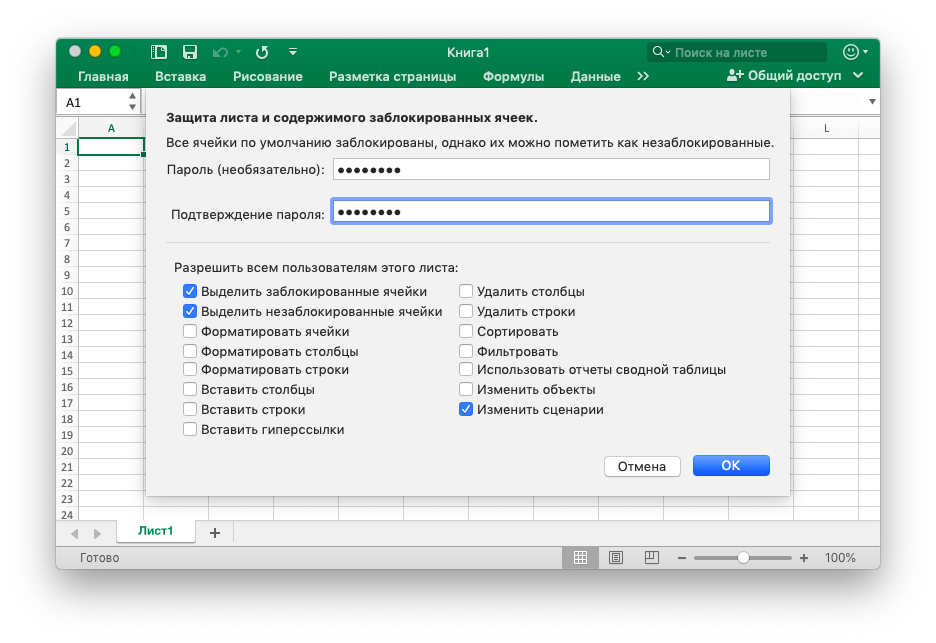 Книга1
Поиск на листе
Главная Вставка Рисование Разметка страницы Формулы Данные >> Общий доступ
A1
Защита листа и содержимого заблокированных ячеек.
Все ячейки по умолчанию заблокированы, однако их можно пометить как незаблокированные.
Пароль (необязательно): ●●●●●●●●
Подтверждение пароля: ●●●●●●●●
Разрешить всем пользователям этого листа:
Выделить заблокированные ячейки
Выделить незаблокированные ячейки
Форматировать ячейки
Форматировать столбцы
Форматировать строки
Вставить столбцы
Вставить строки
Вставить гиперссылки
Удалить столбцы
Удалить строки
Сортировать
Фильтровать
Использовать отчеты сводной таблицы
Изменить объекты
Изменить сценарии
Отмена OK
A L
1
2
3
4
5
6
7
8
9
10
11
12
13
14
15
16
17
18
19
20
21
22
23
24
Лист1 +
Готово 100%